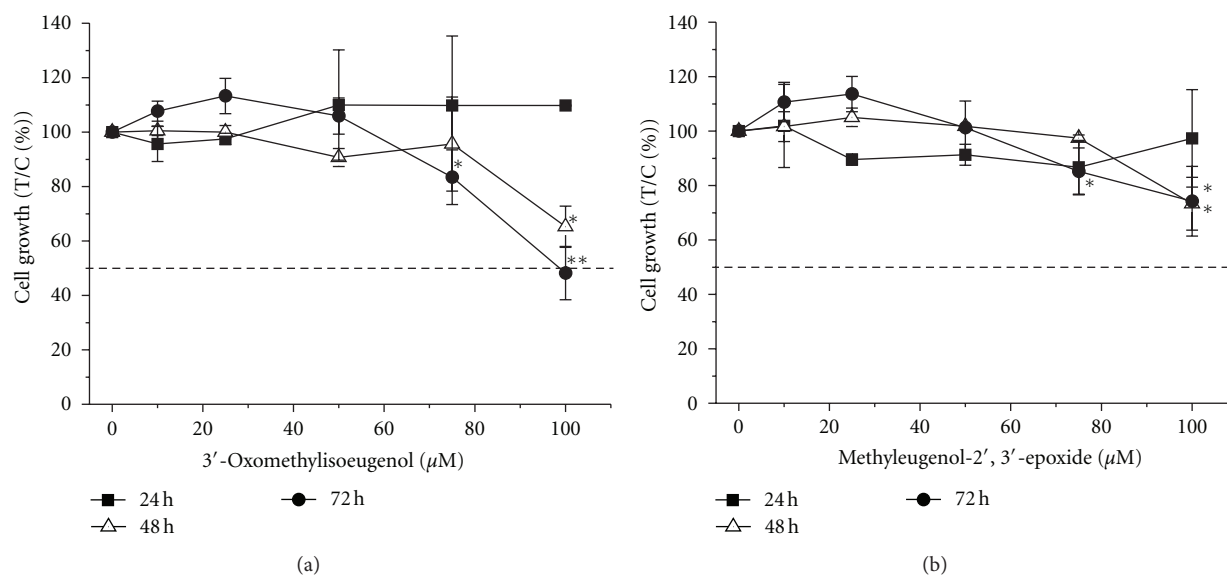 140
120
100
80
60
40
20
0
Cell growth (T/C (%))
*
*
**
0 20 40 60 80 100
3′-Oxomethylisoeugenol (µM)
24 h
48 h
72 h
(a)
140
120
100
80
60
40
20
0
Cell growth (T/C (%))
*
*
*
0 20 40 60 80 100
Methyleugenol-2′, 3′-epoxide (µM)
24 h
48 h
72 h
(b)